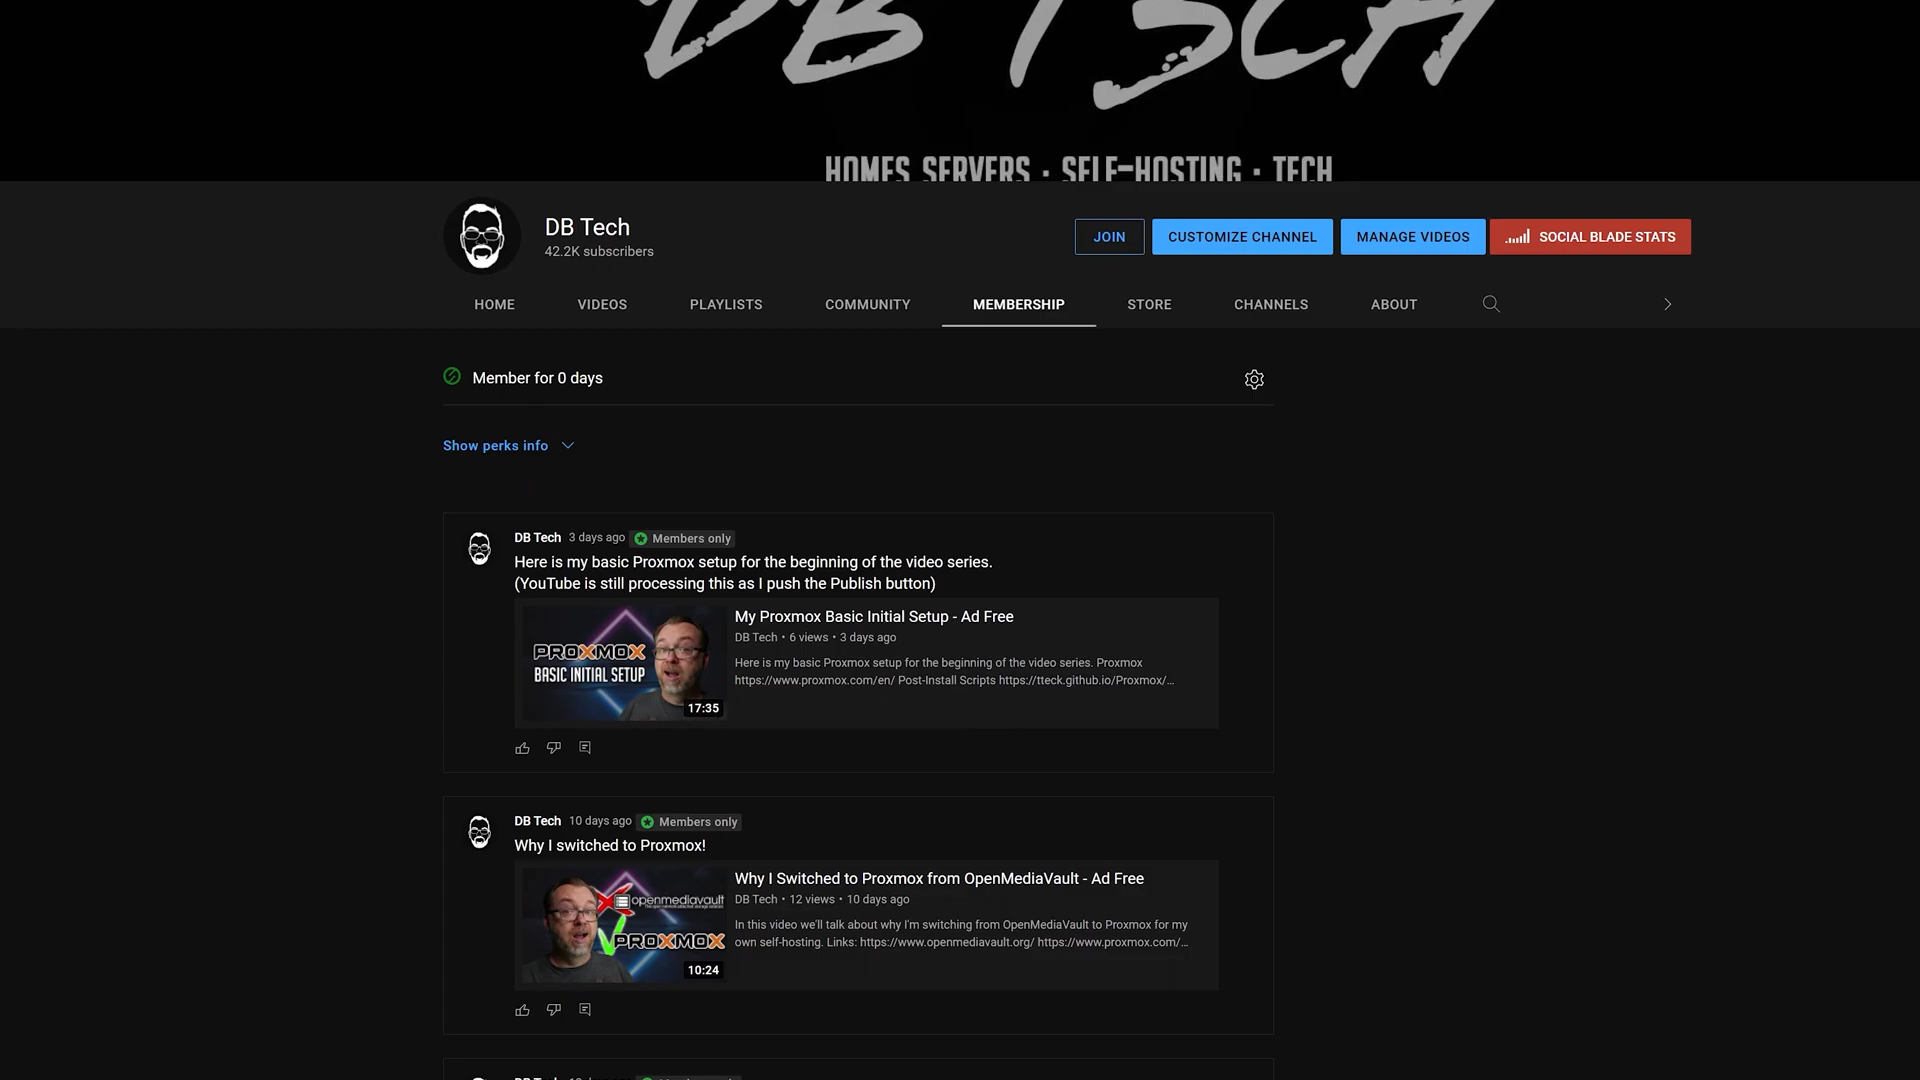 DB T3CH
HOMES SERVERS · SELF-HOSTING · TECH
DB Tech
42.2K subscribers
JOIN
CUSTOMIZE CHANNEL
MANAGE VIDEOS
SOCIAL BLADE STATS
HOME
VIDEOS
PLAYLISTS
COMMUNITY
MEMBERSHIP
STORE
CHANNELS
ABOUT
Member for 0 days
Show perks info
DB Tech 3 days ago Members only
Here is my basic Proxmox setup for the beginning of the video series.
(YouTube is still processing this as I push the Publish button)
PROXMOX
BASIC INITIAL SETUP
17:35
My Proxmox Basic Initial Setup - Ad Free
DB Tech • 6 views • 3 days ago
Here is my basic Proxmox setup for the beginning of the video series. Proxmox
https://www.proxmox.com/en/ Post-Install Scripts https://tteck.github.io/Proxmox/...
DB Tech 10 days ago Members only
Why I switched to Proxmox!
openmediavault
PROXMOX
10:24
Why I Switched to Proxmox from OpenMediaVault - Ad Free
DB Tech • 12 views • 10 days ago
In this video we'll talk about why I'm switching from OpenMediaVault to Proxmox for my
own self-hosting. Links: https://www.openmediavault.org/ https://www.proxmox.com/...